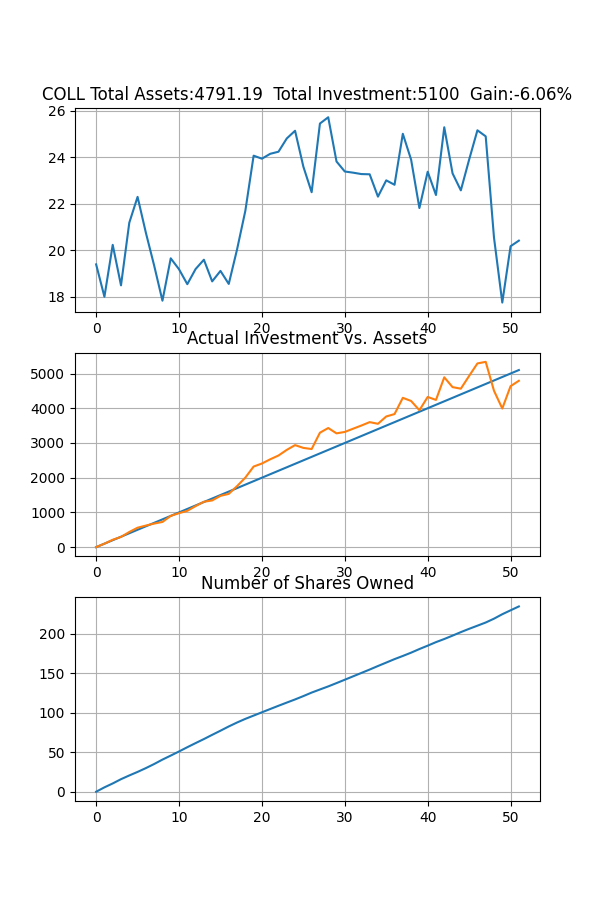 COLL Total Assets:4791.19  Total Investment:5100  Gain:-6.06%
26
24
22
20
18
0 10 20 30 40 50
Actual Investment vs. Assets
5000
4000
3000
2000
1000
0
0 10 20 30 40 50
Number of Shares Owned
200
150
100
50
0
0 10 20 30 40 50